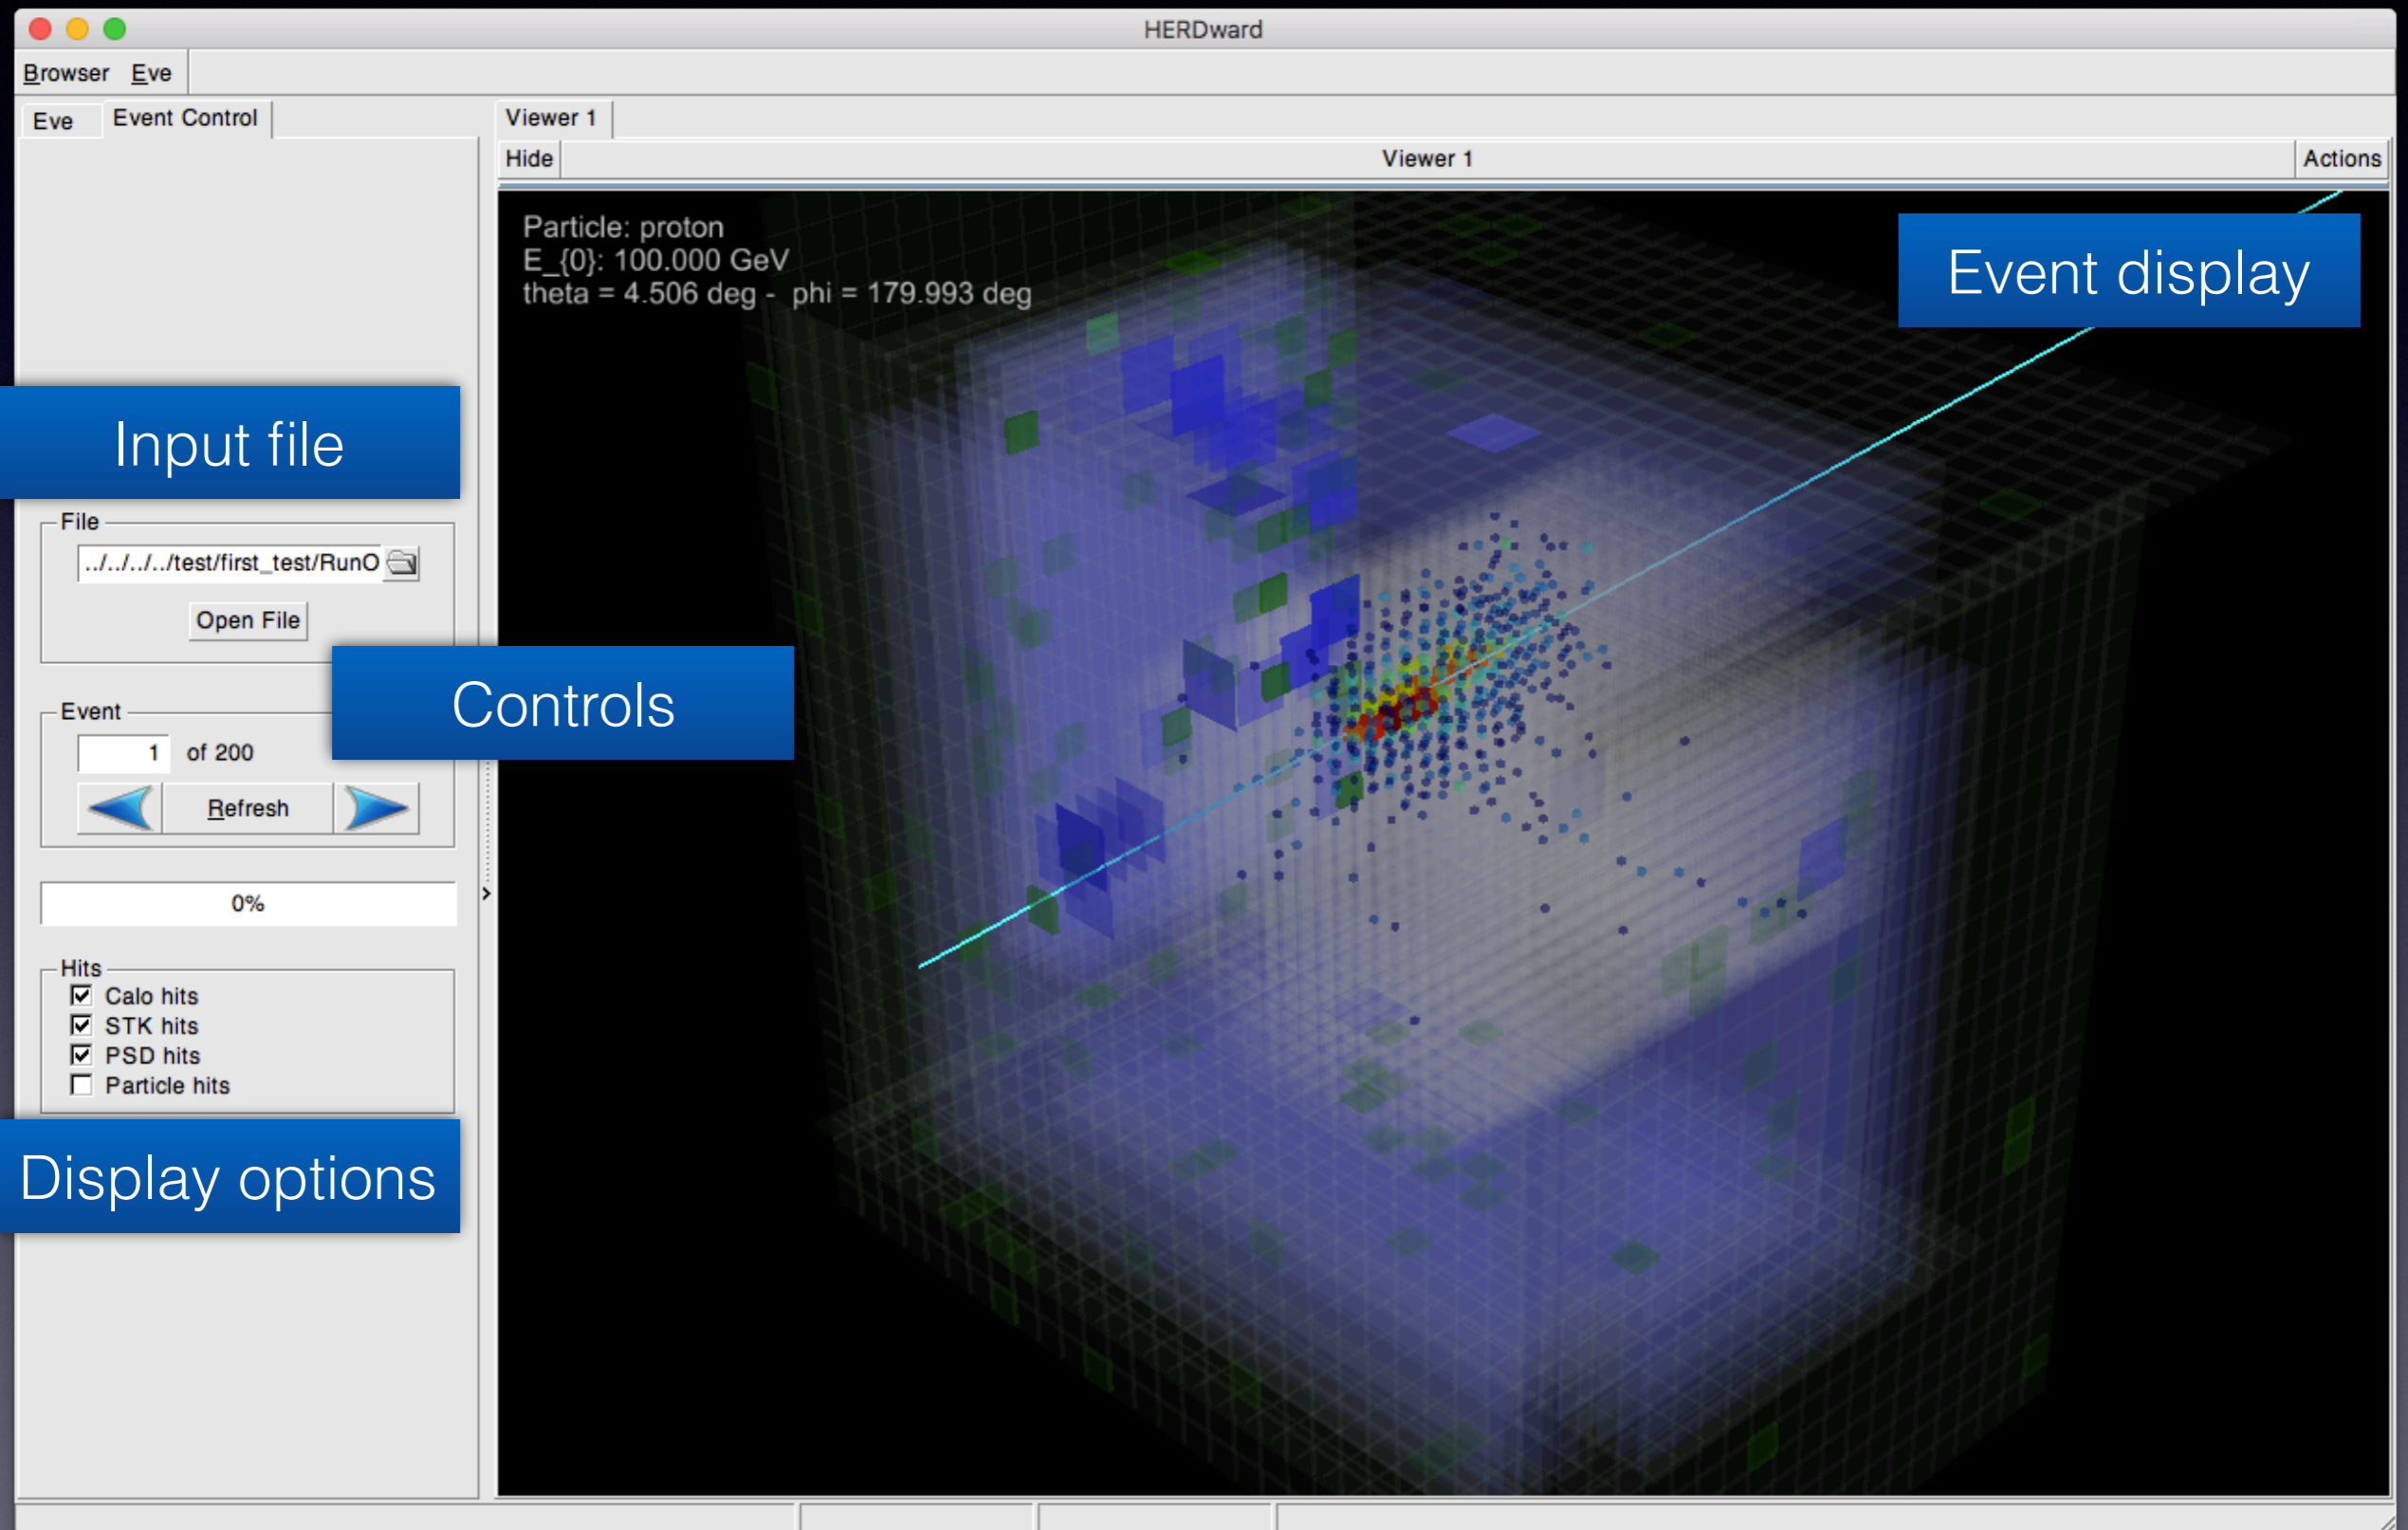 HERDward
Browser Eve
Eve Event Control
Viewer 1
Hide Viewer 1 Actions
Particle: proton
E_{0}: 100.000 GeV
theta = 4.506 deg - phi = 179.993 deg
Event display
Input file
File
../../../../test/first_test/RunO
Open File
Controls
Event
1 of 200
Refresh
0%
Hits
Calo hits
STK hits
PSD hits
Particle hits
Display options